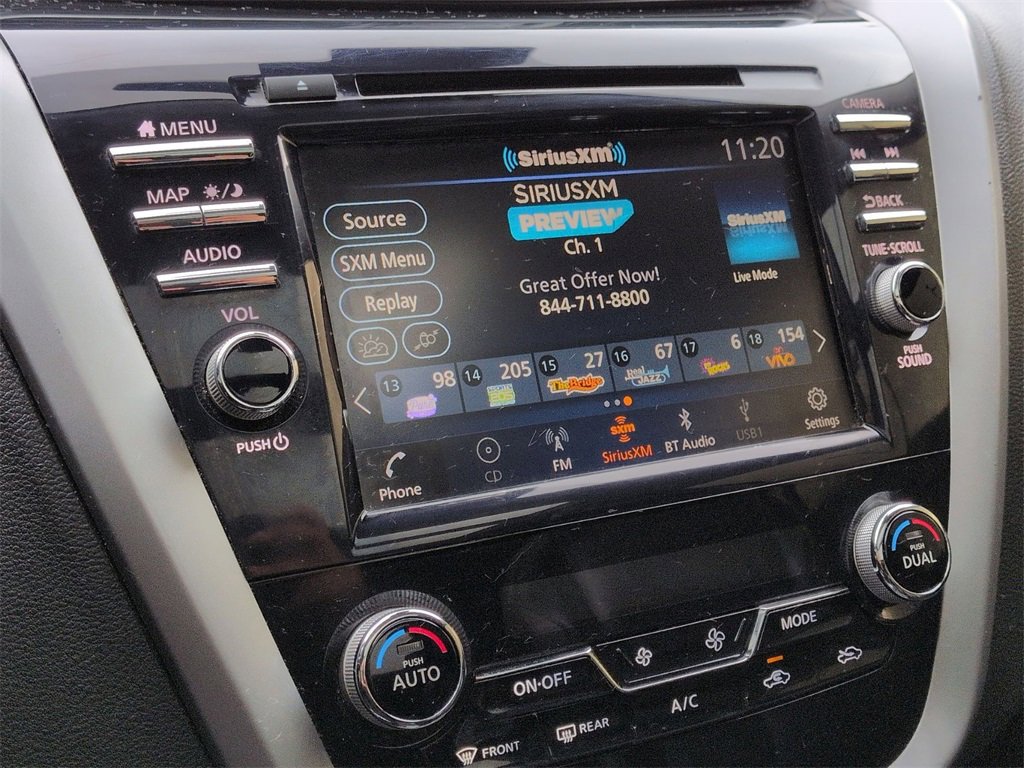 CAMERA
MENU
SiriusXM
11:20
SIRIUSXM
PREVIEW
Ch. 1
Great Offer Now!
844-711-8800
SiriusXM
Live Mode
Source
SXM Menu
Replay
MAP
AUDIO
VOL
PUSH
BACK
TUNE·SCROLL
PUSH
SOUND
13 98
14 205
15 27
TheBridge
16 67
Real JAZZ
17 6
18 154
VIVO
Phone
CD
FM
sxm
SiriusXM
BT Audio
USB1
Settings
PUSH
AUTO
PUSH
DUAL
ON·OFF
MODE
A/C
FRONT
REAR